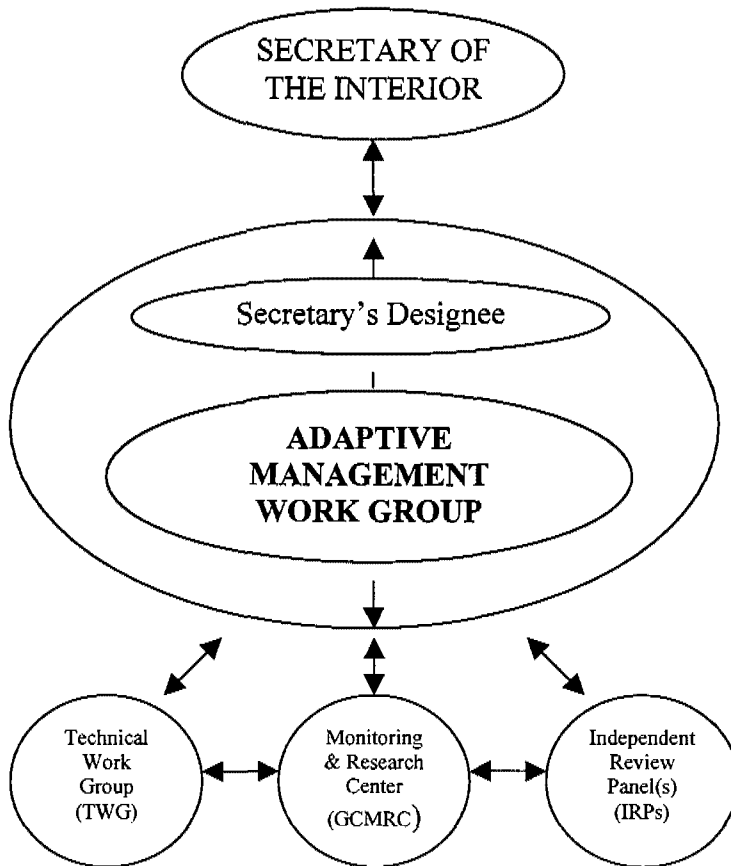 SECRETARY OF
THE INTERIOR
Secretary's Designee
ADAPTIVE
MANAGEMENT
WORK GROUP
Technical
Work
Group
(TWG)
Monitoring
& Research
Center
(GCMRC)
Independent
Review
Panel(s)
(IRPs)